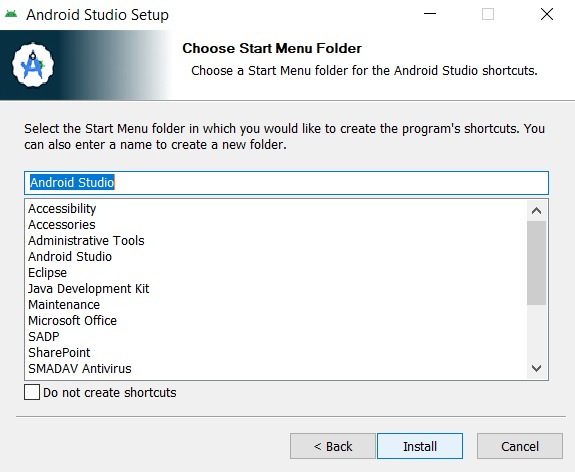 Android Studio Setup
Choose Start Menu Folder
Choose a Start Menu folder for the Android Studio shortcuts.
Select the Start Menu folder in which you would like to create the program's shortcuts. You
can also enter a name to create a new folder.
Android Studio
Accessibility
Accessories
Administrative Tools
Android Studio
Eclipse
Java Development Kit
Maintenance
Microsoft Office
SADP
SharePoint
SMADAV Antivirus
Do not create shortcuts
< Back Install Cancel